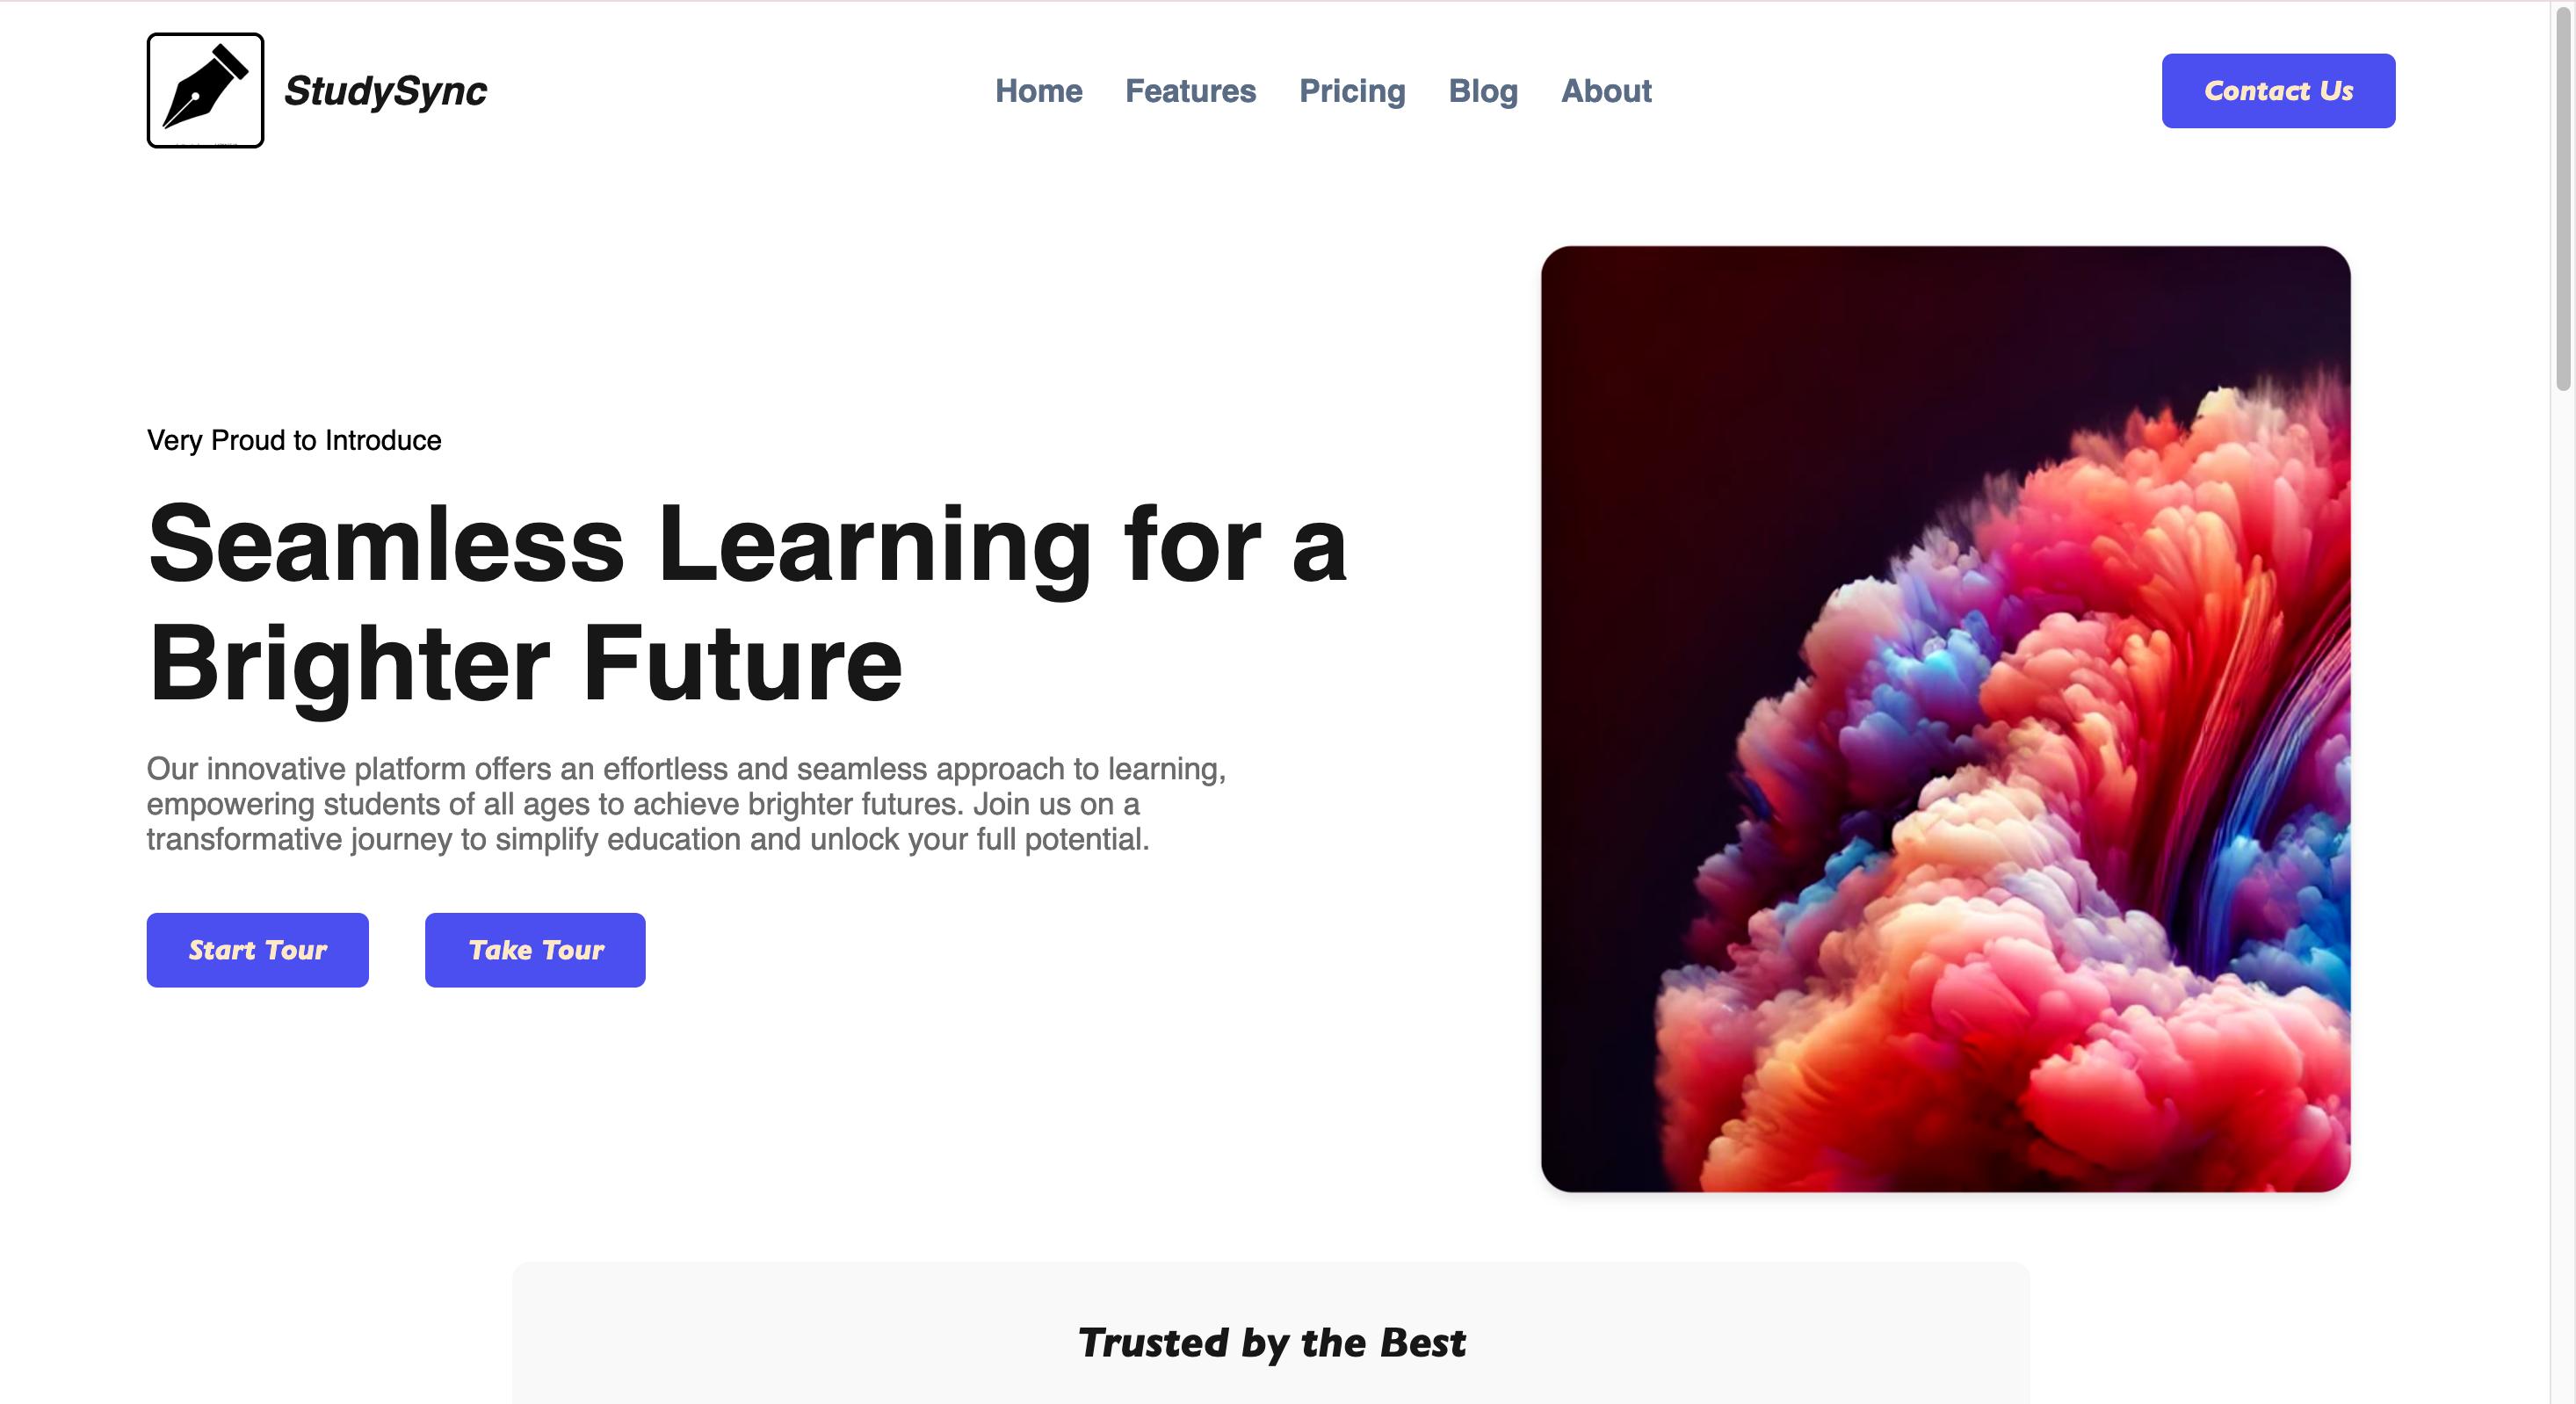 StudySync
Home Features Pricing Blog About
Contact Us
Very Proud to Introduce
Seamless Learning for a
Brighter Future
Our innovative platform offers an effortless and seamless approach to learning,
empowering students of all ages to achieve brighter futures. Join us on a
transformative journey to simplify education and unlock your full potential.
Start Tour
Take Tour
Trusted by the Best